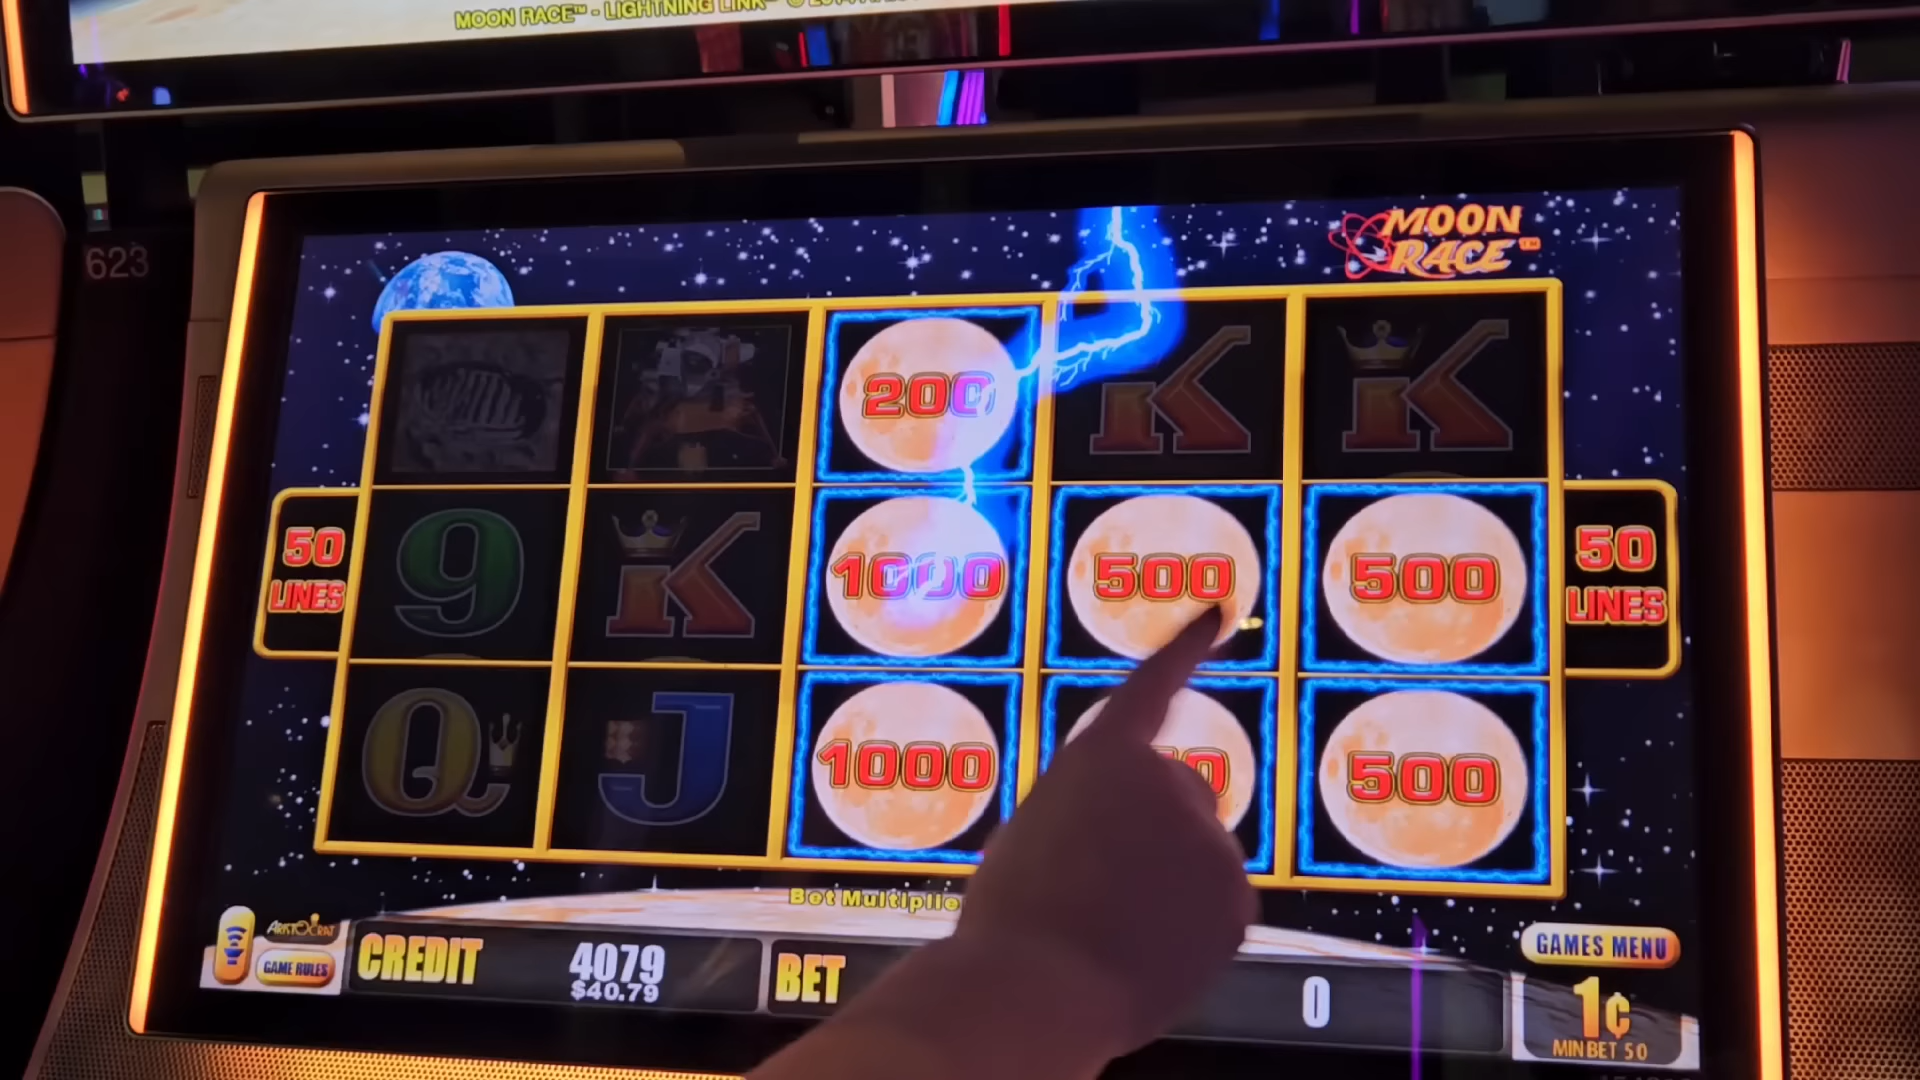 MOON RACE™ - LIGHTNING LINK™ ©
623
MOON
RACE™
200
K
K
50
LINES
9
K
1000
500
500
50
LINES
Q
J
1000
500
Bet Multiplie
ARISTOCRAT
GAME RULES
CREDIT
4079
$40.79
BET
0
GAMES MENU
1¢
MIN BET 50